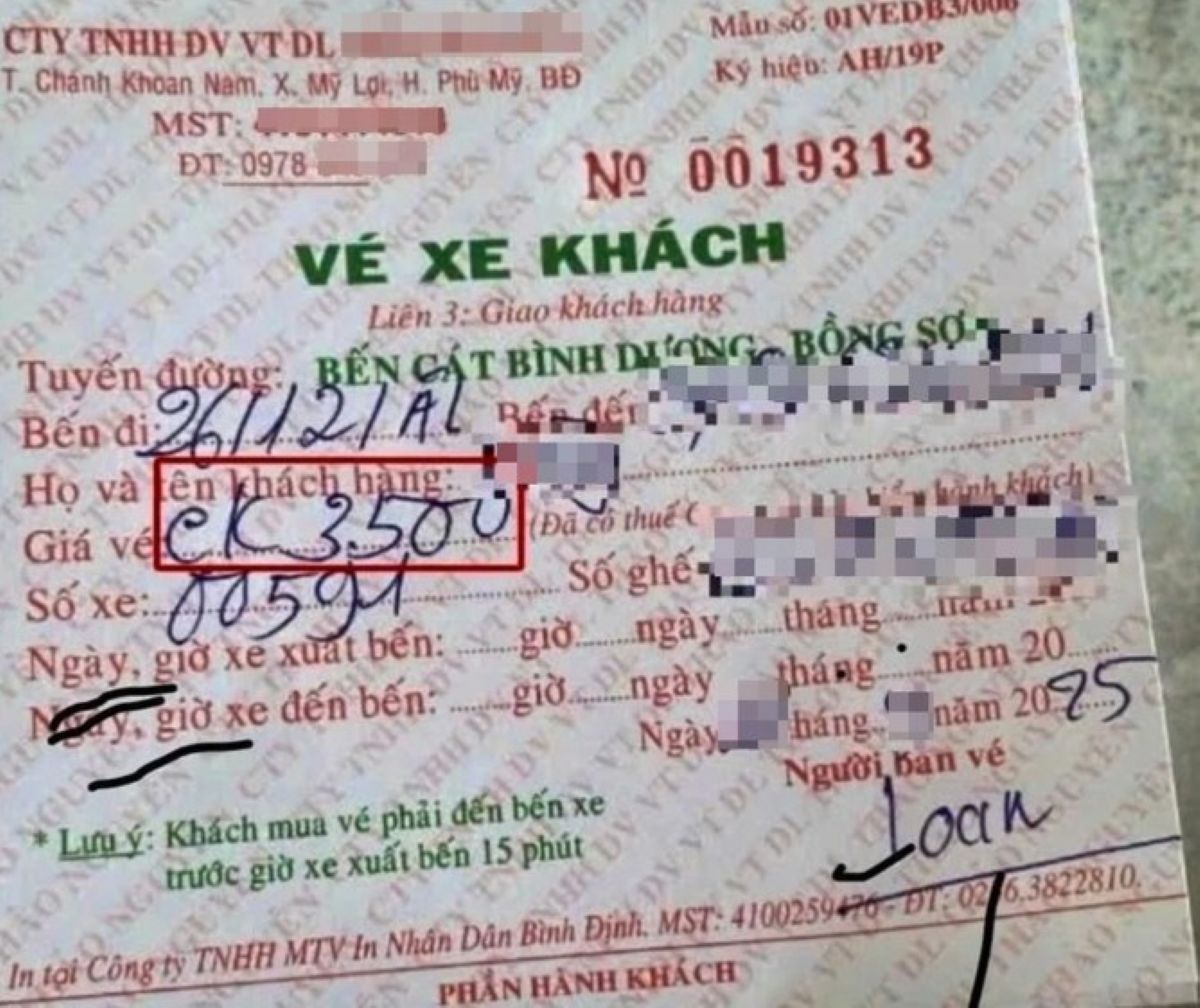 CTY TNHH DV VT DL
T. Chánh Khoan Nam, X. Mỹ Lợi, H. Phù Mỹ, BĐ
MST:
ĐT: 0978
Mẫu số: 01VEDB3/006
Ký hiệu: AH/19P
Nº 0019313
VÉ XE KHÁCH
Liên 3: Giao khách hàng
Tuyến đường: BẾN CÁT BÌNH DƯƠNG - BỒNG SƠ
Bến đi: 26/12/AL Bến đến
Họ và tên khách hàng:
Giá vé CK 3.500 (Đã có thuế hành khách)
Số xe: 00591 Số ghế
Ngày, giờ xe xuất bến: giờ ngày tháng năm 20
Ngày, giờ xe đến bến: giờ ngày tháng năm 20
Ngày tháng năm 2025
Người bán vé
Loan
* Lưu ý: Khách mua vé phải đến bến xe
trước giờ xe xuất bến 15 phút
In tại Công ty TNHH MTV In Nhân Dân Bình Định. MST: 4100259476 - ĐT: 02 6.3822810.
PHẦN HÀNH KHÁCH